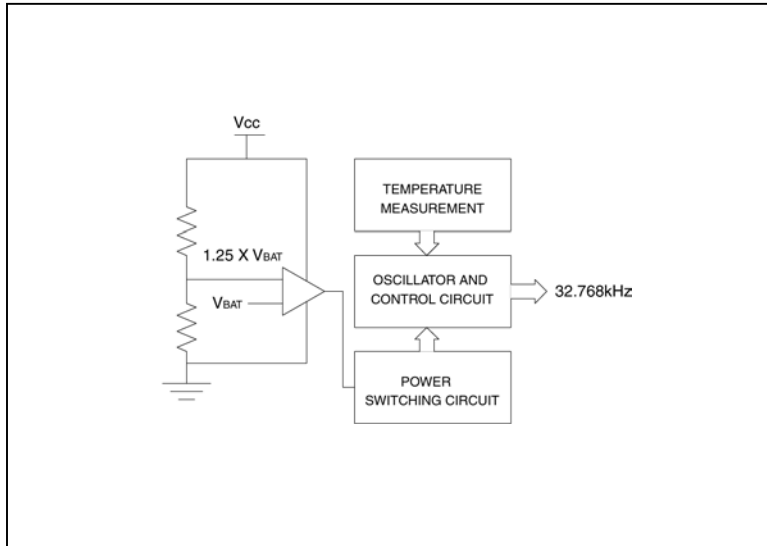 Vcc
TEMPERATURE
MEASUREMENT
1.25 X VBAT
OSCILLATOR AND
CONTROL CIRCUIT
32.768kHz
VBAT
POWER
SWITCHING CIRCUIT